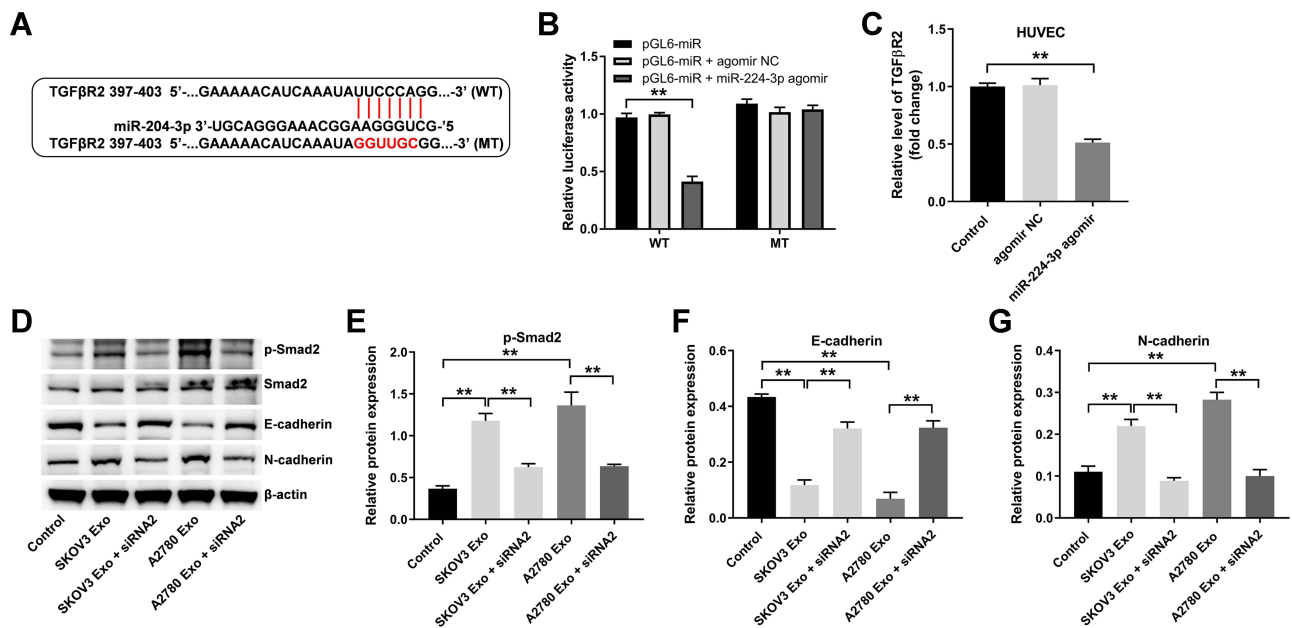 A
TGFβR2 397-403 5’-...GAAAAACAUCAAAUAUUCCCAGG...-3’ (WT)
miR-204-3p 3’-UGCAGGGAAACGGAAGGGUCG-’5
TGFβR2 397-403 5’-...GAAAAACAUCAAAUAGGUUGCGG...-3’ (MT)
B
pGL6-miR
pGL6-miR + agomir NC
pGL6-miR + miR-224-3p agomir
Relative luciferase activity
1.5
1.0
0.5
0.0
**
WT
MT
C
HUVEC
Relative level of TGFβR2
(fold change)
1.5
1.0
0.5
0.0
**
Control
agomir NC
miR-224-3p agomir
D
p-Smad2
Smad2
E-cadherin
N-cadherin
β-actin
Control
SKOV3 Exo
SKOV3 Exo + siRNA2
A2780 Exo
A2780 Exo + siRNA2
E
p-Smad2
Relative protein expression
2.0
1.5
1.0
0.5
0.0
**
**
**
**
Control
SKOV3 Exo
SKOV3 Exo + siRNA2
A2780 Exo
A2780 Exo + siRNA2
F
E-cadherin
Relative protein expression
0.6
0.4
0.2
0.0
**
**
**
**
Control
SKOV3 Exo
SKOV3 Exo + siRNA2
A2780 Exo
A2780 Exo + siRNA2
G
N-cadherin
Relative protein expression
0.4
0.3
0.2
0.1
0.0
**
**
**
**
Control
SKOV3 Exo
SKOV3 Exo + siRNA2
A2780 Exo
A2780 Exo + siRNA2